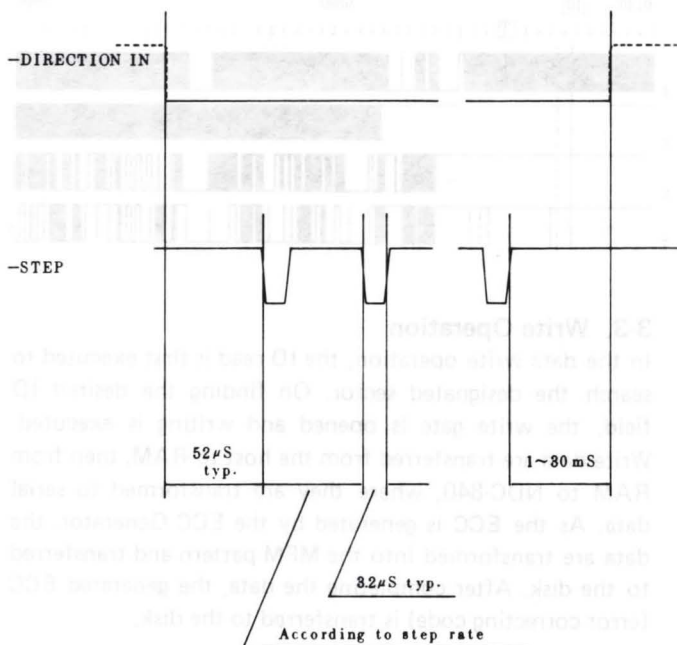 —DIRECTION IN
—STEP
3.3. Write Operation
In the data write operation, the ID read is first executed to
search the designated sector. On finding the desired ID
field, the write gate is opened and writing is executed.
Write data are transferred from the host to RAM, then from
RAM to NDC-840, where they are transformed to serial
data. As the ECC is generated by the ECC Generator, the
data are transformed into the MFM pattern and transferred
to the disk. After completing the data, the generated ECC
(error correcting code) is transferred to the disk.
52μS
typ.
1~30 mS
3.2μS typ.
According to step rate